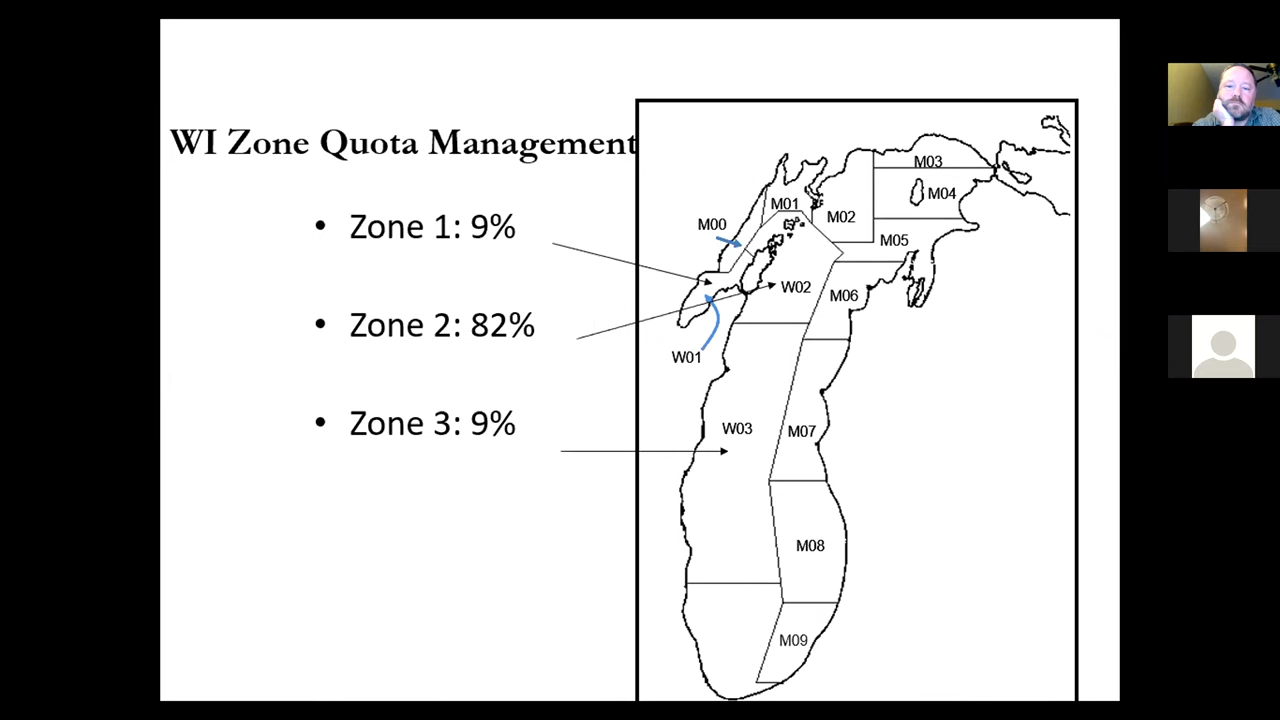 WI Zone Quota Management
• Zone 1: 9%
• Zone 2: 82%
• Zone 3: 9%
M03
M04
M01
M02
M00
M05
W02
M06
W01
W03
M07
M08
M09